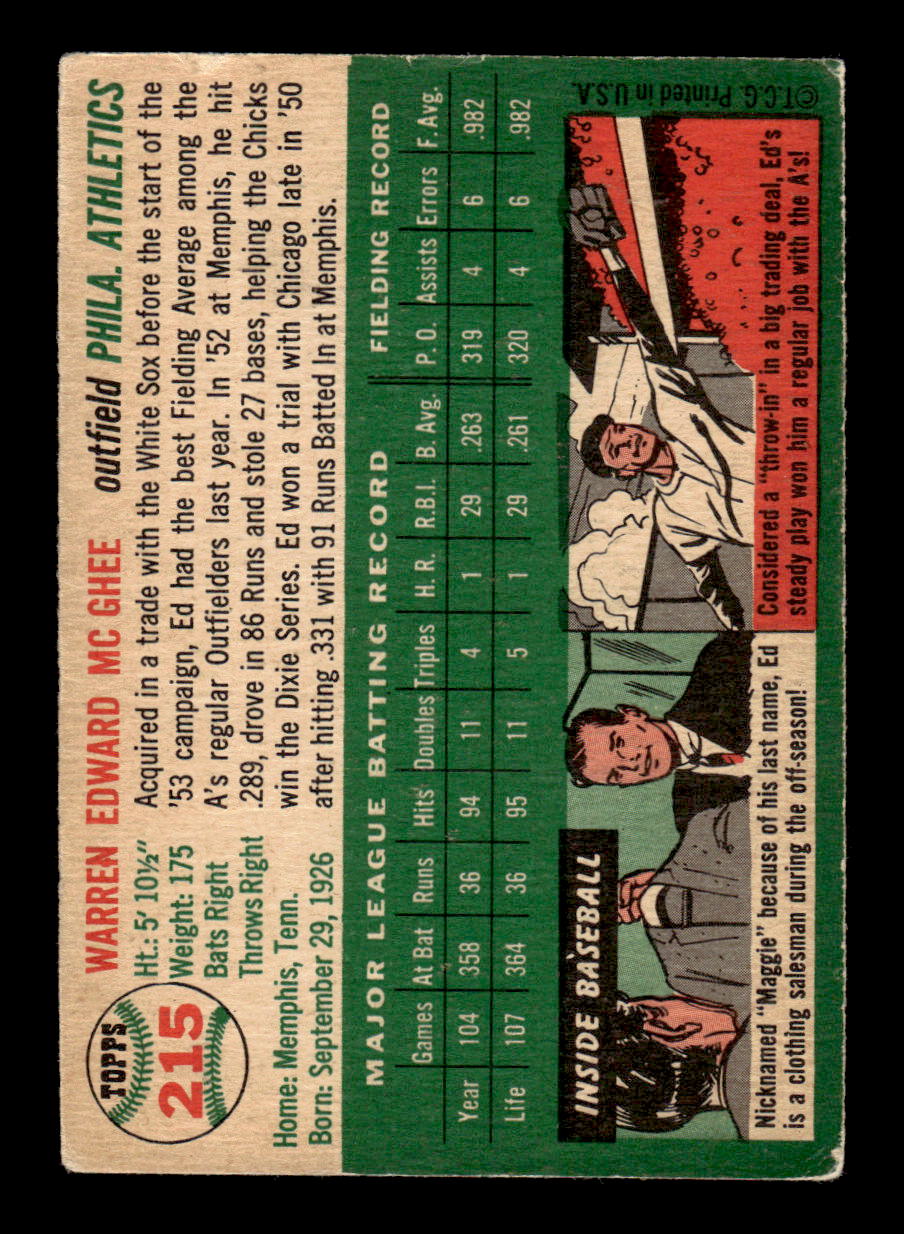 TOPPS
215
WARREN EDWARD MC GHEE outfield PHILA. ATHLETICS
Ht.: 5' 10½"
Weight: 175
Bats Right
Throws Right
Home: Memphis, Tenn.
Born: September 29, 1926
Acquired in a trade with the White Sox before the start of the
'53 campaign, Ed had the best Fielding Average among the
A's regular Outfielders last year. In '52 at Memphis, he hit
.289, drove in 86 Runs and stole 27 bases, helping the Chicks
win the Dixie Series. Ed won a trial with Chicago late in '50
after hitting .331 with 91 Runs Batted In at Memphis.
MAJOR LEAGUE BATTING RECORD FIELDING RECORD
Games At Bat Runs Hits Doubles Triples H. R. R.B.I. B. Avg. P. O. Assists Errors F. Avg.
Year 104 358 36 94 11 4 1 29 .263 319 4 6 .982
Life 107 364 36 95 11 5 1 29 .261 320 4 6 .982
INSIDE BASEBALL
Nicknamed "Maggie" because of his last name, Ed
is a clothing salesman during the off-season!
Considered a "throw-in" in a big trading deal, Ed's
steady play won him a regular job with the A's!
©T.C.G. Printed in U.S.A.